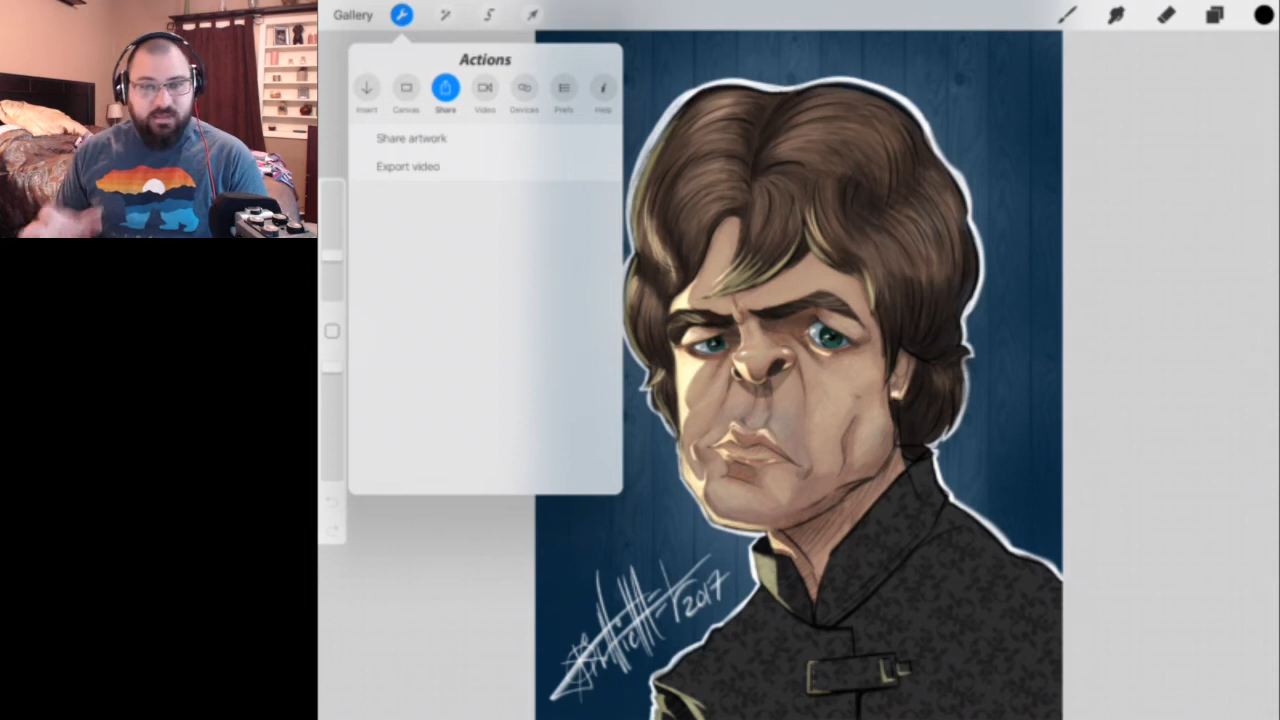 Gallery
Actions
Insert Canvas Share Video Devices Prefs Help
Share artwork
Export video
2017